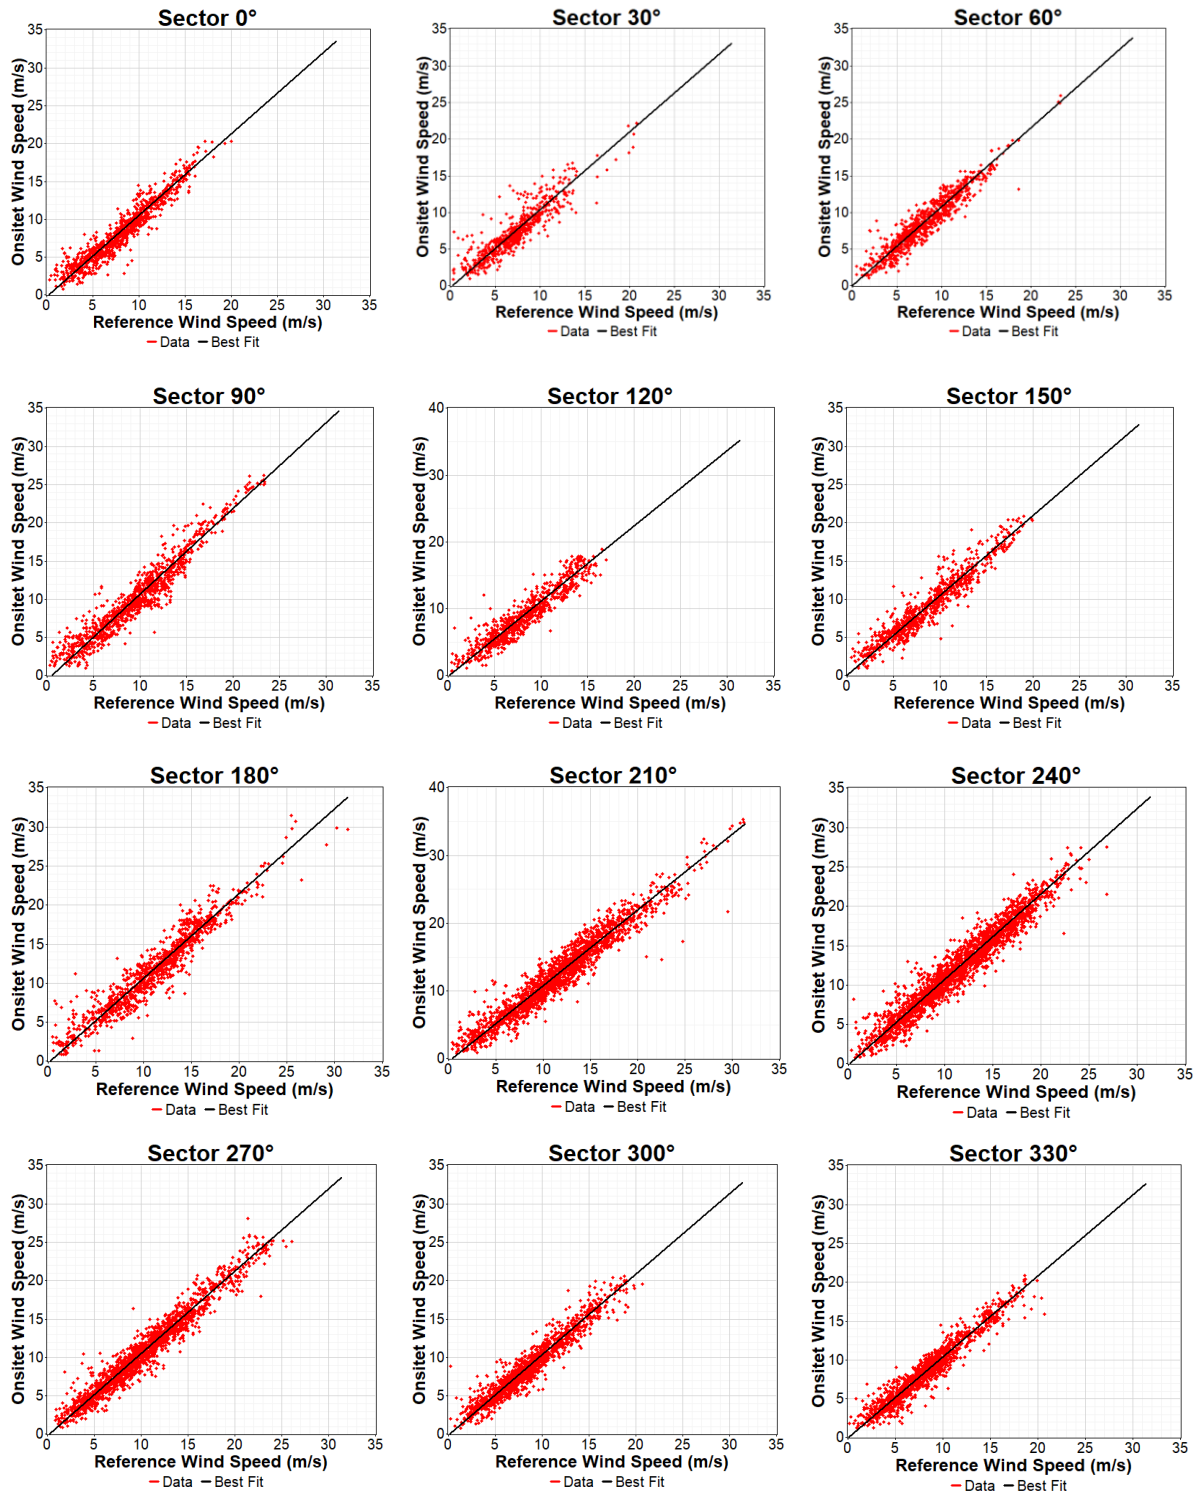 Sector 0°
Onsitet Wind Speed (m/s)
35
30
25
20
15
10
5
0
0 5 10 15 20 25 30 35
Reference Wind Speed (m/s)
Data Best Fit
Sector 30°
Onsitet Wind Speed (m/s)
35
30
25
20
15
10
5
0
0 5 10 15 20 25 30 35
Reference Wind Speed (m/s)
Data Best Fit
Sector 60°
Onsitet Wind Speed (m/s)
35
30
25
20
15
10
5
0
0 5 10 15 20 25 30 35
Reference Wind Speed (m/s)
Data Best Fit
Sector 90°
Onsitet Wind Speed (m/s)
35
30
25
20
15
10
5
0
0 5 10 15 20 25 30 35
Reference Wind Speed (m/s)
Data Best Fit
Sector 120°
Onsitet Wind Speed (m/s)
40
30
20
10
0
0 5 10 15 20 25 30 35
Reference Wind Speed (m/s)
Data Best Fit
Sector 150°
Onsitet Wind Speed (m/s)
35
30
25
20
15
10
5
0
0 5 10 15 20 25 30 35
Reference Wind Speed (m/s)
Data Best Fit
Sector 180°
Onsitet Wind Speed (m/s)
35
30
25
20
15
10
5
0
0 5 10 15 20 25 30 35
Reference Wind Speed (m/s)
Data Best Fit
Sector 210°
Onsitet Wind Speed (m/s)
40
30
20
10
0
0 5 10 15 20 25 30 35
Reference Wind Speed (m/s)
Data Best Fit
Sector 240°
Onsitet Wind Speed (m/s)
35
30
25
20
15
10
5
0
0 5 10 15 20 25 30 35
Reference Wind Speed (m/s)
Data Best Fit
Sector 270°
Onsitet Wind Speed (m/s)
35
30
25
20
15
10
5
0
0 5 10 15 20 25 30 35
Reference Wind Speed (m/s)
Data Best Fit
Sector 300°
Onsitet Wind Speed (m/s)
35
30
25
20
15
10
5
0
0 5 10 15 20 25 30 35
Reference Wind Speed (m/s)
Data Best Fit
Sector 330°
Onsitet Wind Speed (m/s)
35
30
25
20
15
10
5
0
0 5 10 15 20 25 30 35
Reference Wind Speed (m/s)
Data Best Fit